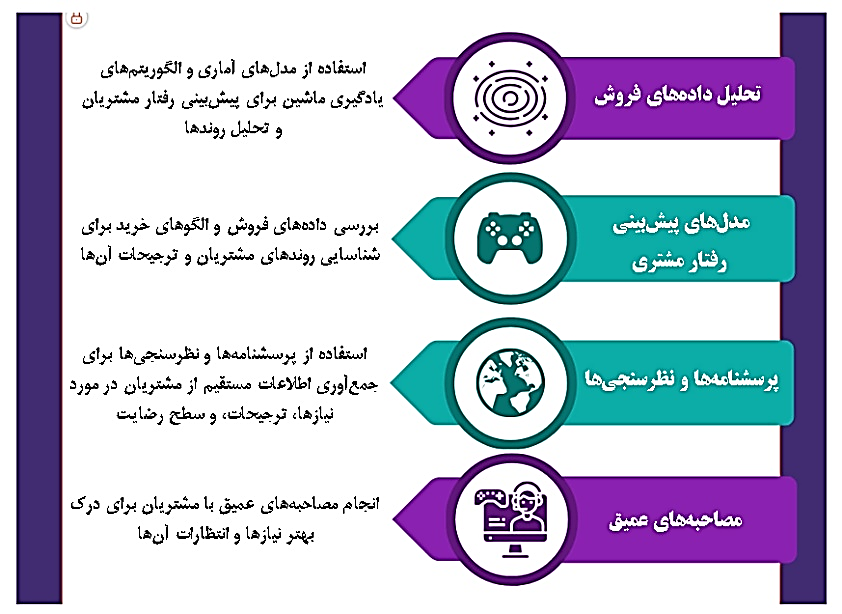 تحلیل داده‌های فروش
استفاده از مدل‌های آماری و الگوریتم‌های
یادگیری ماشین برای پیش‌بینی رفتار مشتریان
و تحلیل روندها
مدل‌های پیش‌بینی
رفتار مشتری
بررسی داده‌های فروش و الگوهای خرید برای
شناسایی روندهای مشتریان و ترجیحات آن‌ها
پرسشنامه‌ها و نظرسنجی‌ها
استفاده از پرسشنامه‌ها و نظرسنجی‌ها برای
جمع‌آوری اطلاعات مستقیم از مشتریان در مورد
نیازها، ترجیحات، و سطح رضایت
مصاحبه‌های عمیق
انجام مصاحبه‌های عمیق با مشتریان برای درک
بهتر نیازها و انتظارات آن‌ها